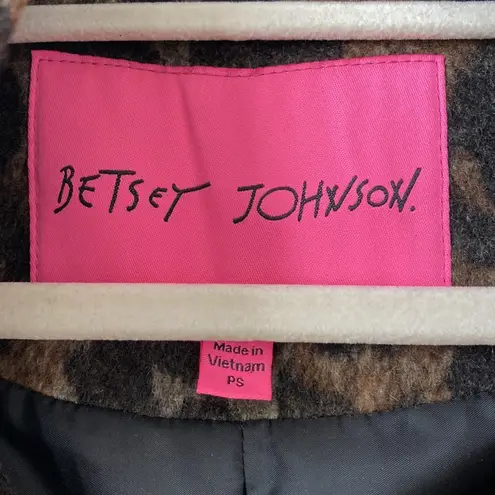 BETSEY JOHNSON.
Made in
Vietnam
PS